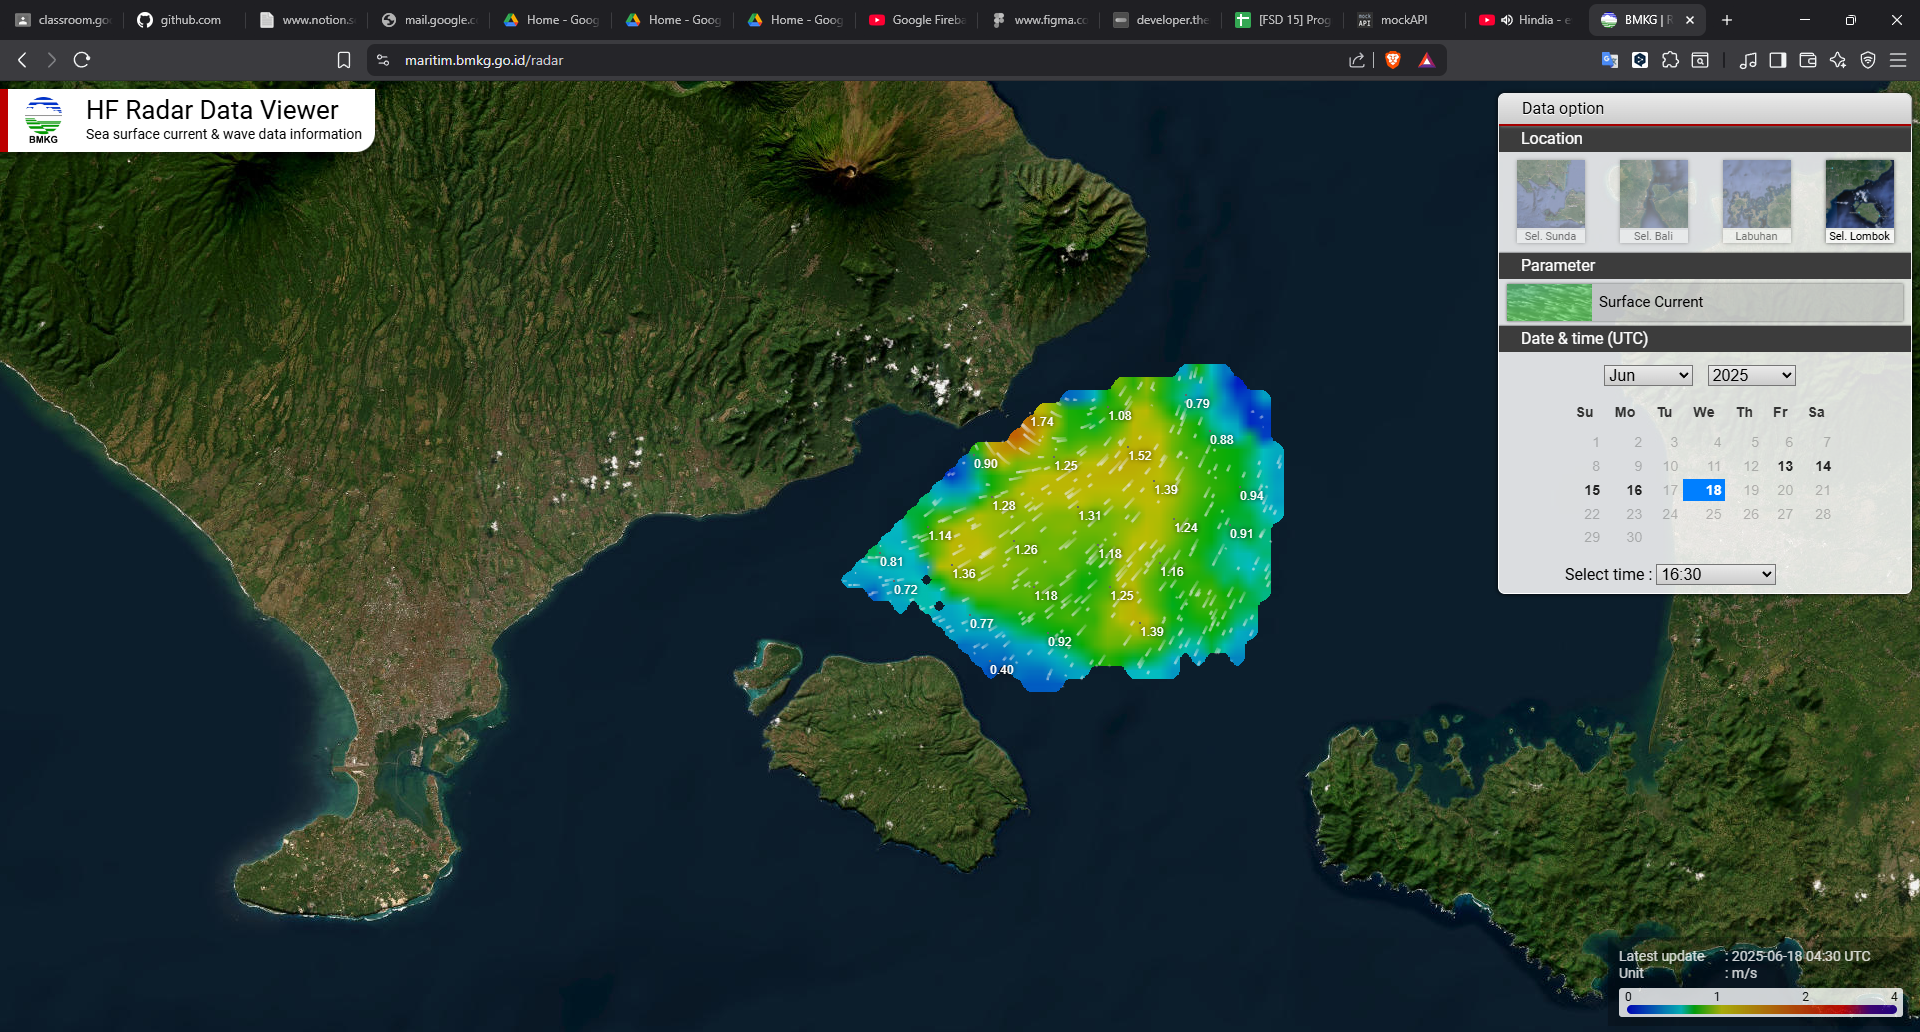 classroom.go
github.com
www.notion.s
mail.google.c
Home - Goog
Home - Goog
Home - Goog
Google Fireba
www.figma.co
developer.the
[FSD 15] Prog
mock API
mockAPI
Hindia - e
BMKG | R
maritim.bmkg.go.id/radar
BMKG
HF Radar Data Viewer
Sea surface current & wave data information
Data option
Location
Sel. Sunda
Sel. Bali
Labuhan
Sel. Lombok
Parameter
Surface Current
Date & time (UTC)
Jun 2025
Su Mo Tu We Th Fr Sa
1 2 3 4 5 6 7
8 9 10 11 12 13 14
15 16 17 18 19 20 21
22 23 24 25 26 27 28
29 30
Select time : 16:30
0.79
1.08
1.74
0.88
1.52
0.90
1.25
1.39
0.94
1.28
1.31
1.24
0.91
1.14
1.26
1.18
0.81
1.36
1.16
0.72
1.18
1.25
0.77
1.39
0.92
0.40
Latest update : 2025-06-18 04:30 UTC
Unit : m/s
0 1 2 4